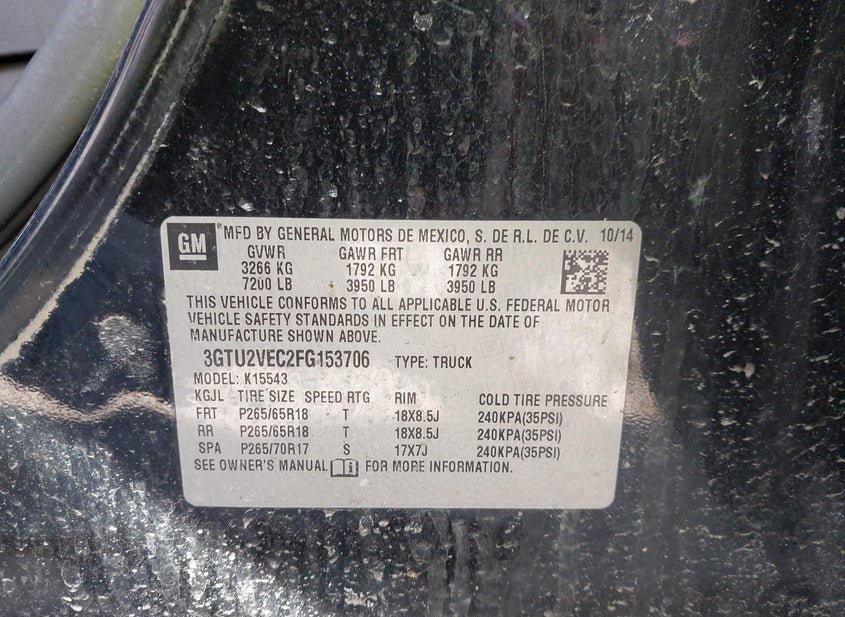 GM ® MFD BY GENERAL MOTORS DE MEXICO, S. DE R.L. DE C.V. 10/14
GVWR GAWR FRT GAWR RR
3266 KG 1792 KG 1792 KG
7200 LB 3950 LB 3950 LB
THIS VEHICLE CONFORMS TO ALL APPLICABLE U.S. FEDERAL MOTOR
VEHICLE SAFETY STANDARDS IN EFFECT ON THE DATE OF
MANUFACTURE SHOWN ABOVE.
3GTU2VEC2FG153706 TYPE: TRUCK
MODEL: K15543
KGJL TIRE SIZE SPEED RTG RIM COLD TIRE PRESSURE
FRT P265/65R18 T 18X8.5J 240KPA(35PSI)
RR P265/65R18 T 18X8.5J 240KPA(35PSI)
SPA P265/70R17 S 17X7J 240KPA(35PSI)
SEE OWNER'S MANUAL i FOR MORE INFORMATION.